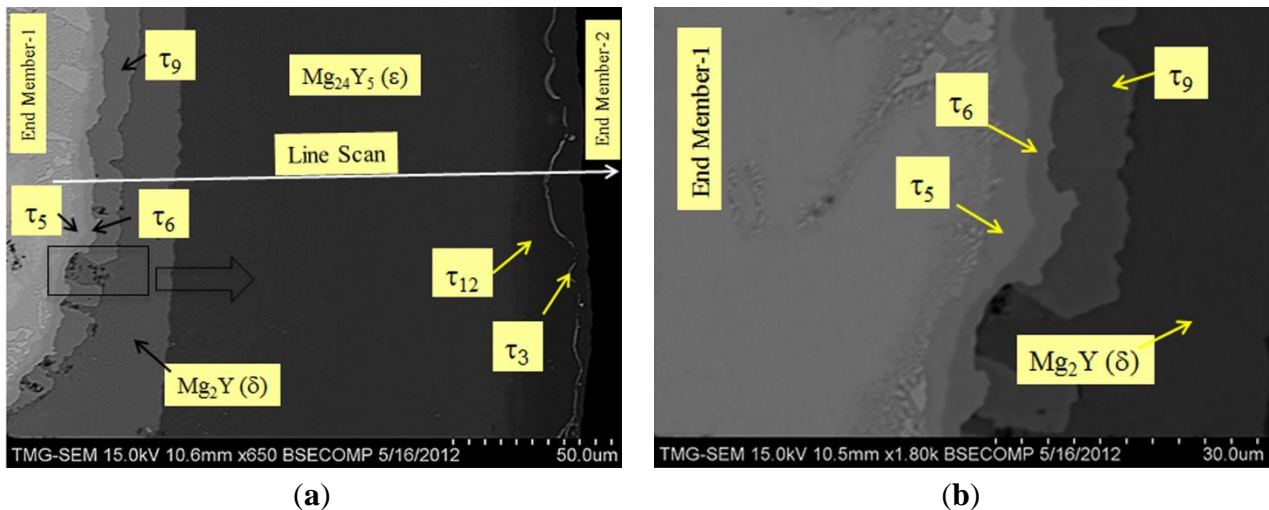 End Member-1
τ9
Mg24Y5 (ε)
End Member-2
Line Scan
τ5
τ6
τ12
τ3
Mg2Y (δ)
TMG-SEM 15.0kV 10.6mm x650 BSECOMP 5/16/2012
50.0um
(a)
End Member-1
τ9
τ6
τ5
Mg2Y (δ)
TMG-SEM 15.0kV 10.5mm x1.80k BSECOMP 5/16/2012
30.0um
(b)